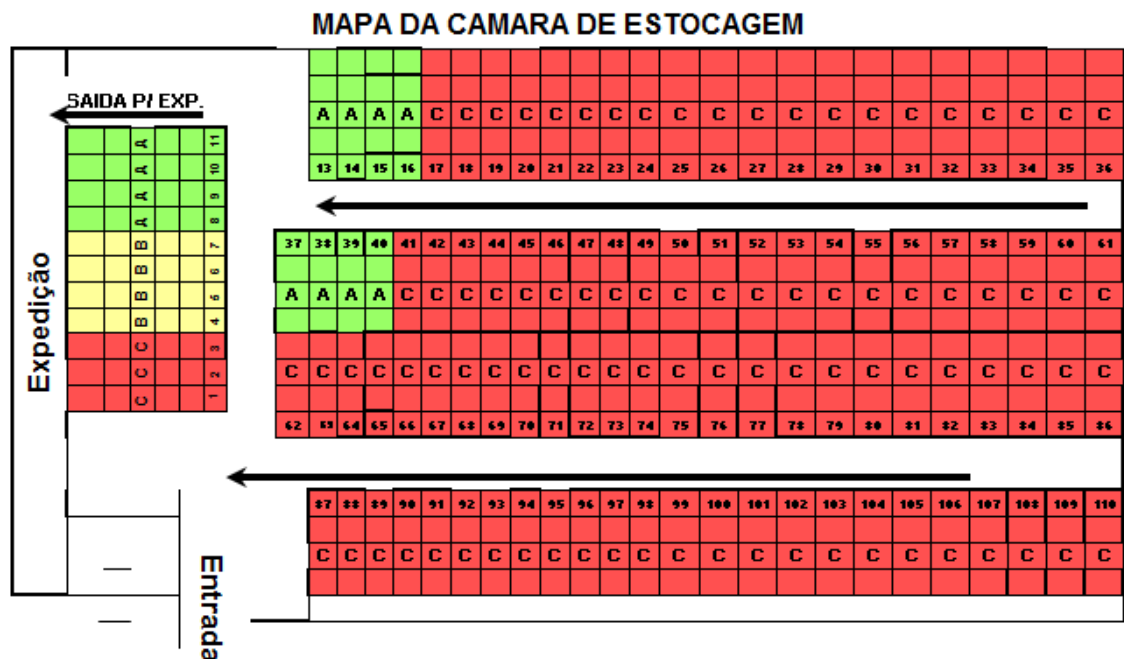 MAPA DA CAMARA DE ESTOCAGEM
SAIDA P/ EXP.
Expedição
A A A A B B B B C C C
11 10 9 8 7 6 5 4 3 2 1
A A A A C C C C C C C C C C C C C C C C C C C C
13 14 15 16 17 18 19 20 21 22 23 24 25 26 27 28 29 30 31 32 33 34 35 36
37 38 39 40 41 42 43 44 45 46 47 48 49 50 51 52 53 54 55 56 57 58 59 60 61
A A A A C C C C C C C C C C C C C C C C C C C C C
C C C C C C C C C C C C C C C C C C C C C C C C C
62 63 64 65 66 67 68 69 70 71 72 73 74 75 76 77 78 79 80 81 82 83 84 85 86
87 88 89 90 91 92 93 94 95 96 97 98 99 100 101 102 103 104 105 106 107 108 109 110
C C C C C C C C C C C C C C C C C C C C C C C C
Entrada